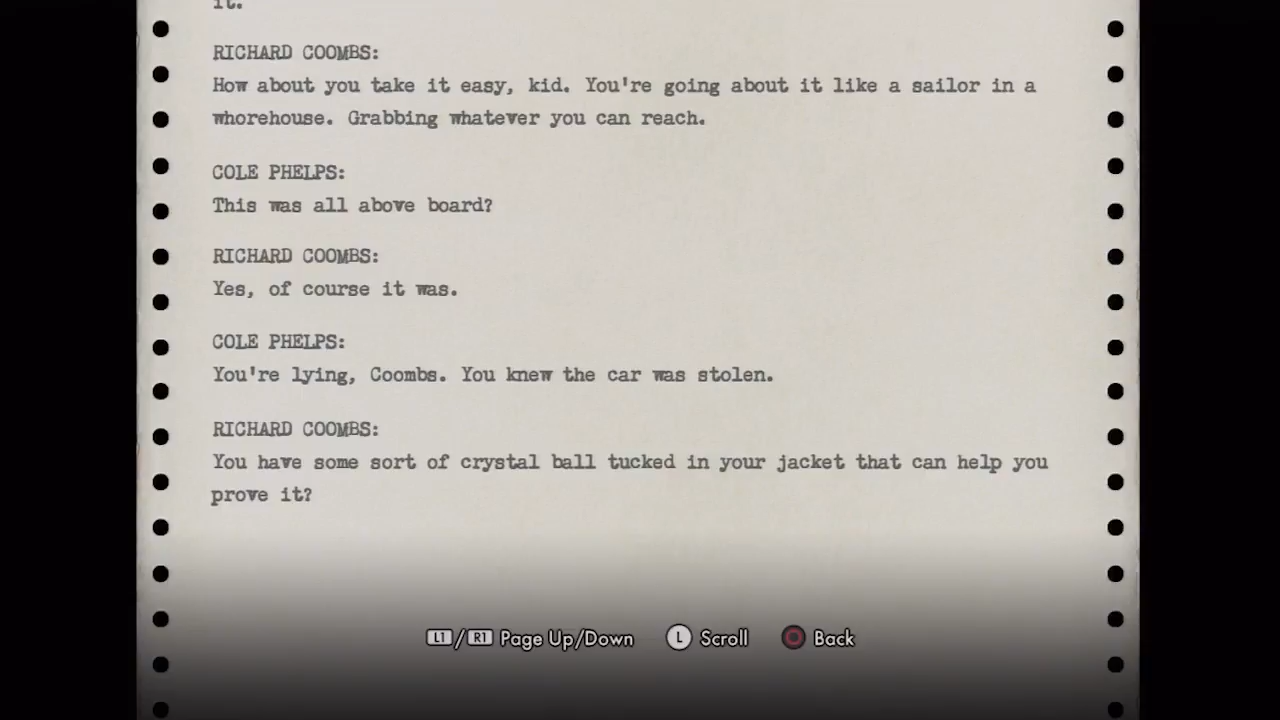 it.
RICHARD COOMBS:
How about you take it easy, kid. You're going about it like a sailor in a
whorehouse. Grabbing whatever you can reach.
COLE PHELPS:
This was all above board?
RICHARD COOMBS:
Yes, of course it was.
COLE PHELPS:
You're lying, Coombs. You knew the car was stolen.
RICHARD COOMBS:
You have some sort of crystal ball tucked in your jacket that can help you
prove it?
L1/R1 Page Up/Down L Scroll Back